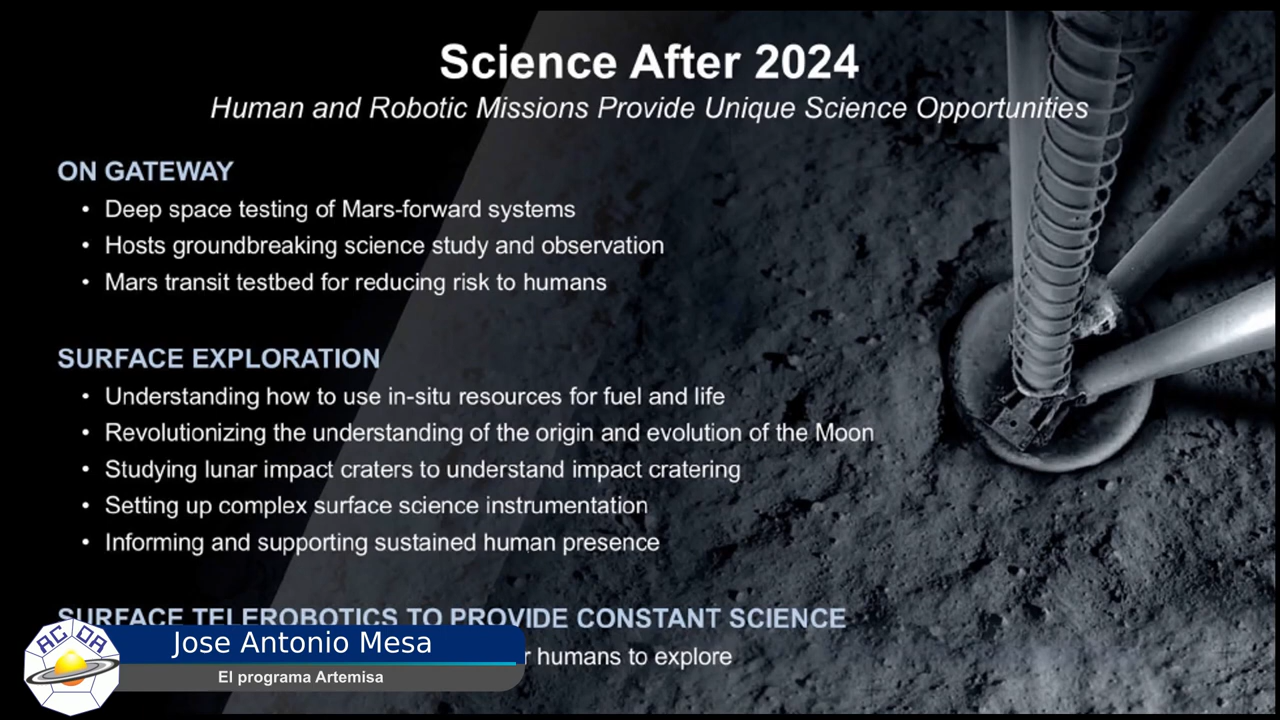 Science After 2024
Human and Robotic Missions Provide Unique Science Opportunities
ON GATEWAY
• Deep space testing of Mars-forward systems
• Hosts groundbreaking science study and observation
• Mars transit testbed for reducing risk to humans
SURFACE EXPLORATION
• Understanding how to use in-situ resources for fuel and life
• Revolutionizing the understanding of the origin and evolution of the Moon
• Studying lunar impact craters to understand impact cratering
• Setting up complex surface science instrumentation
• Informing and supporting sustained human presence
SURFACE TELEROBOTICS TO PROVIDE CONSTANT SCIENCE
humans to explore
ACDA
Jose Antonio Mesa
El programa Artemisa